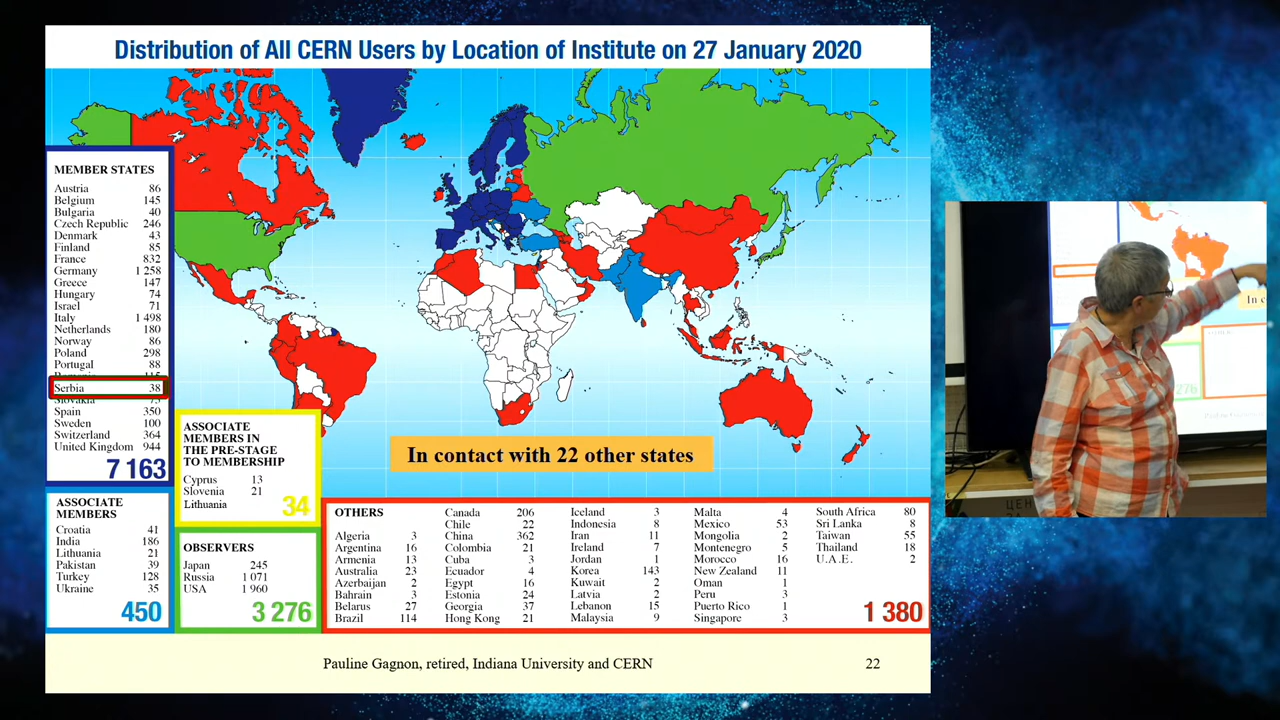 Distribution of All CERN Users by Location of Institute on 27 January 2020
MEMBER STATES
Austria 86
Belgium 145
Bulgaria 40
Czech Republic 246
Denmark 43
Finland 85
France 832
Germany 1 258
Greece 147
Hungary 74
Israel 71
Italy 1 498
Netherlands 180
Norway 86
Poland 298
Portugal 88
Romania 115
Serbia 38
Slovakia
Spain 350
Sweden 100
Switzerland 364
United Kingdom 944
7 163
ASSOCIATE
MEMBERS
Croatia 41
India 186
Lithuania 21
Pakistan 39
Turkey 128
Ukraine 35
450
ASSOCIATE
MEMBERS IN
THE PRE-STAGE
TO MEMBERSHIP
Cyprus 13
Slovenia 21
Lithuania
34
OBSERVERS
Japan 245
Russia 1 071
USA 1 960
3 276
In contact with 22 other states
OTHERS
Algeria 3
Argentina 16
Armenia 13
Australia 23
Azerbaijan 2
Bahrain 3
Belarus 27
Brazil 114
Canada 206
Chile 22
China 362
Colombia 21
Cuba 3
Ecuador 4
Egypt 16
Estonia 24
Georgia 37
Hong Kong 21
Iceland 3
Indonesia 8
Iran 11
Ireland 7
Jordan 1
Korea 143
Kuwait 2
Latvia 2
Lebanon 15
Malaysia 9
Malta 4
Mexico 53
Mongolia 2
Montenegro 5
Morocco 16
New Zealand 11
Oman 1
Peru 3
Puerto Rico 1
Singapore 3
South Africa 80
Sri Lanka 8
Taiwan 55
Thailand 18
U.A.E. 2
1 380
Pauline Gagnon, retired, Indiana University and CERN
22
In c